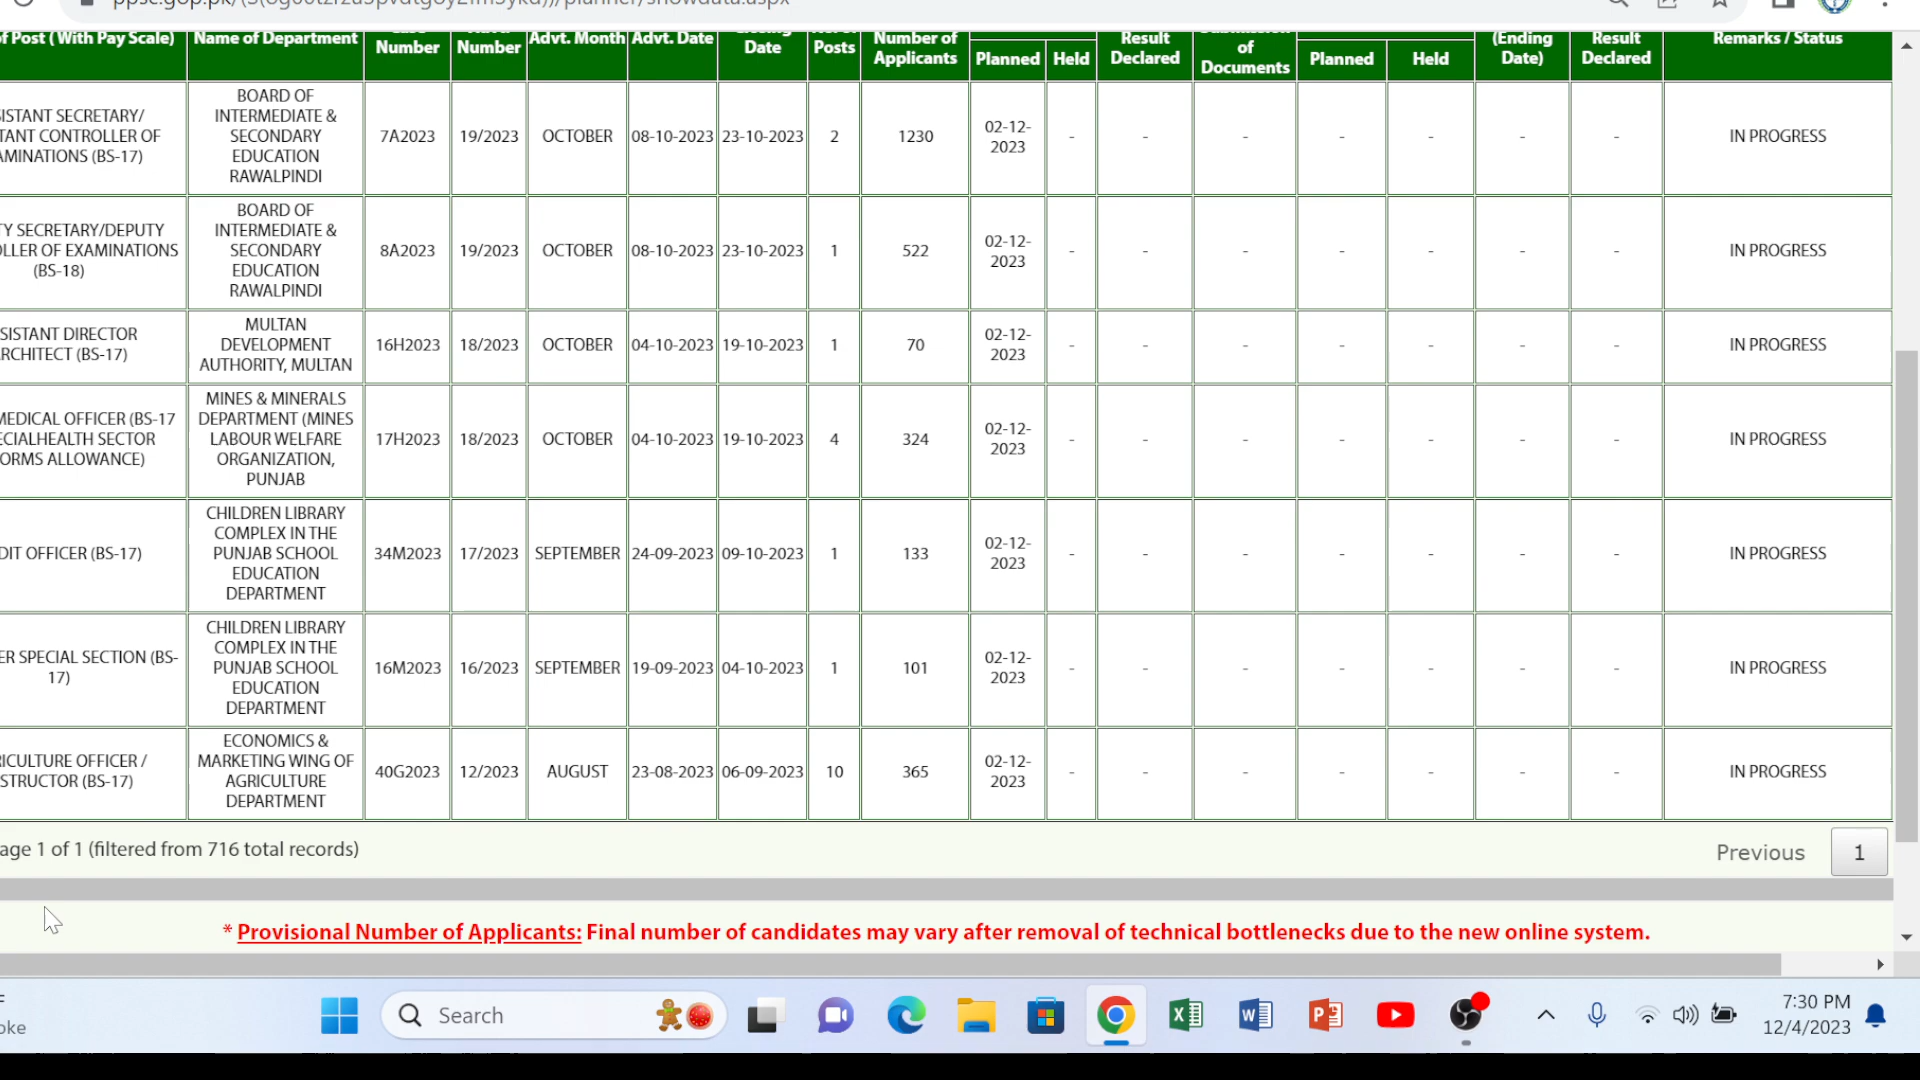 ppsc.gop.pk/
of Post ( With Pay Scale)
Name of Department
Number
Number
Advt. Month
Advt. Date
Closing Date
Posts
Number of Applicants
Planned
Held
Result Declared
of Documents
Planned
Held
(Ending Date)
Result Declared
Remarks / Status
ISTANT SECRETARY/
TANT CONTROLLER OF
AMINATIONS (BS-17)
BOARD OF
INTERMEDIATE &
SECONDARY
EDUCATION
RAWALPINDI
7A2023
19/2023
OCTOBER
08-10-2023
23-10-2023
2
1230
02-12-
2023
-
-
-
-
-
-
-
IN PROGRESS
TY SECRETARY/DEPUTY
LLER OF EXAMINATIONS
(BS-18)
BOARD OF
INTERMEDIATE &
SECONDARY
EDUCATION
RAWALPINDI
8A2023
19/2023
OCTOBER
08-10-2023
23-10-2023
1
522
02-12-
2023
-
-
-
-
-
-
-
IN PROGRESS
SISTANT DIRECTOR
RCHITECT (BS-17)
MULTAN
DEVELOPMENT
AUTHORITY, MULTAN
16H2023
18/2023
OCTOBER
04-10-2023
19-10-2023
1
70
02-12-
2023
-
-
-
-
-
-
-
IN PROGRESS
MEDICAL OFFICER (BS-17
ECIALHEALTH SECTOR
ORMS ALLOWANCE)
MINES & MINERALS
DEPARTMENT (MINES
LABOUR WELFARE
ORGANIZATION,
PUNJAB
17H2023
18/2023
OCTOBER
04-10-2023
19-10-2023
4
324
02-12-
2023
-
-
-
-
-
-
-
IN PROGRESS
DIT OFFICER (BS-17)
CHILDREN LIBRARY
COMPLEX IN THE
PUNJAB SCHOOL
EDUCATION
DEPARTMENT
34M2023
17/2023
SEPTEMBER
24-09-2023
09-10-2023
1
133
02-12-
2023
-
-
-
-
-
-
-
IN PROGRESS
ER SPECIAL SECTION (BS-
17)
CHILDREN LIBRARY
COMPLEX IN THE
PUNJAB SCHOOL
EDUCATION
DEPARTMENT
16M2023
16/2023
SEPTEMBER
19-09-2023
04-10-2023
1
101
02-12-
2023
-
-
-
-
-
-
-
IN PROGRESS
RICULTURE OFFICER /
STRUCTOR (BS-17)
ECONOMICS &
MARKETING WING OF
AGRICULTURE
DEPARTMENT
40G2023
12/2023
AUGUST
23-08-2023
06-09-2023
10
365
02-12-
2023
-
-
-
-
-
-
-
IN PROGRESS
age 1 of 1 (filtered from 716 total records)
Previous
1
* Provisional Number of Applicants: Final number of candidates may vary after removal of technical bottlenecks due to the new online system.
oke
Search
7:30 PM
12/4/2023